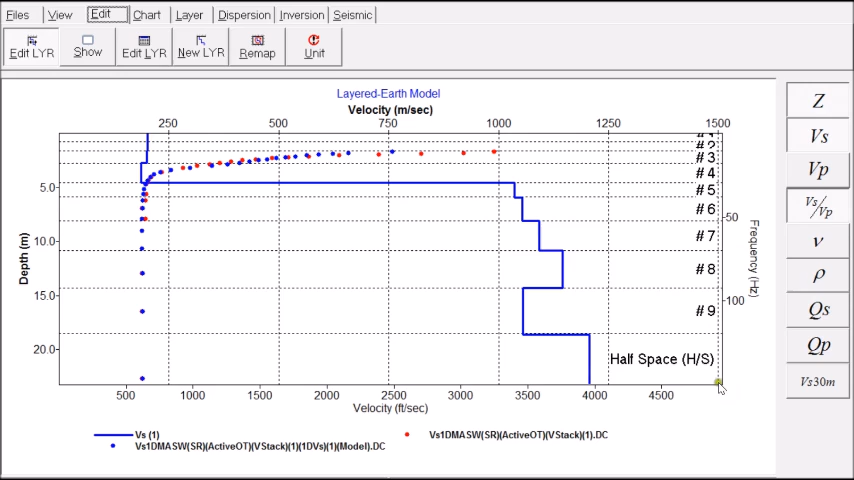 Files View Edit Chart Layer Dispersion Inversion Seismic
Edit LYR Show Edit LYR New LYR Remap Unit
Layered-Earth Model
Velocity (m/sec)
250 500 750 1000 1250 1500
# 3
# 4
5.0 # 5
# 6
50
# 7
10.0
# 8
100
15.0 # 9
20.0 Half Space (H/S)
Depth (m)
Frequency (Hz)
500 1000 1500 2000 2500 3000 3500 4000 4500
Velocity (ft/sec)
Vs (1)
Vs1DMASW(SR)(ActiveOT)(VStack)(1).DC
Vs1DMASW(SR)(ActiveOT)(VStack)(1)(1DVs)(1)(Model).DC
Z
Vs
Vp
Vs/Vp
ν
ρ
Qs
Qp
Vs30m